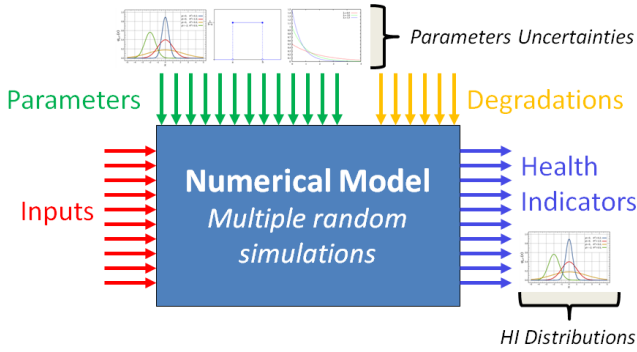 Parameters Uncertainties
Parameters
Degradations
Numerical Model
Multiple random
simulations
Inputs
Health
Indicators
HI Distributions